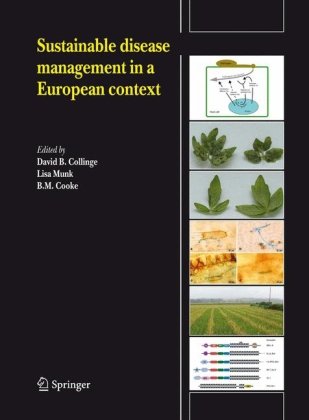 Sustainable disease
management in a
European context
Edited by
David B. Collinge
Lisa Munk
B.M. Cooke
Springer